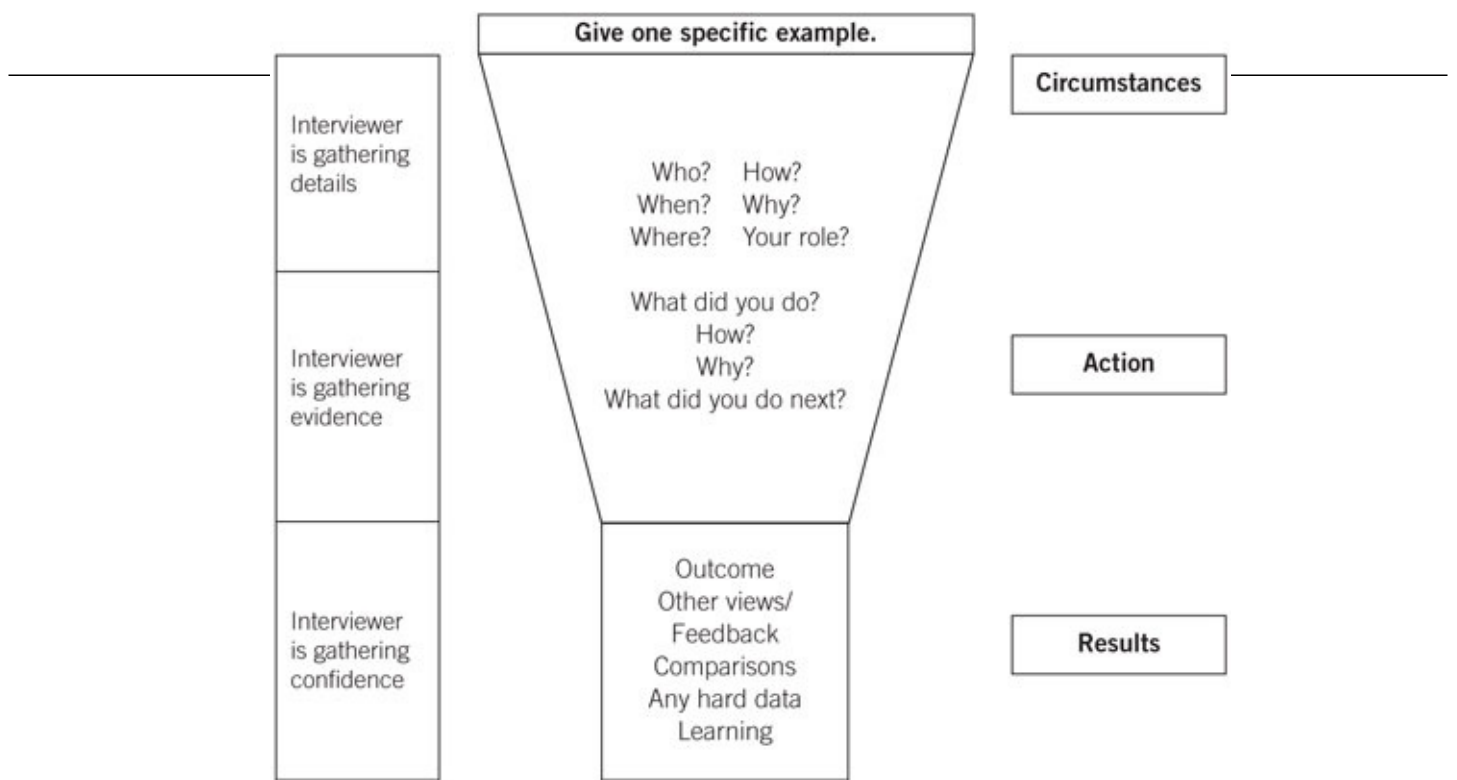 Give one specific example.
Circumstances
Interviewer
is gathering
details
Who? How?
When? Why?
Where? Your role?
What did you do?
How?
Why?
What did you do next?
Interviewer
is gathering
evidence
Action
Outcome
Other views/
Feedback
Comparisons
Any hard data
Learning
Interviewer
is gathering
confidence
Results